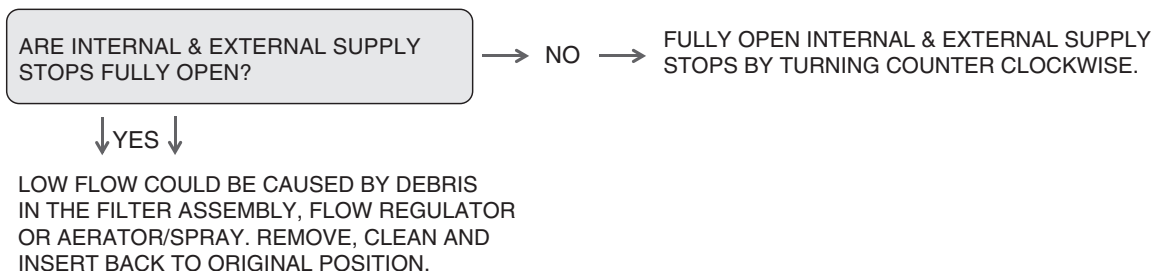 ARE INTERNAL & EXTERNAL SUPPLY
STOPS FULLY OPEN?
NO
FULLY OPEN INTERNAL & EXTERNAL SUPPLY
STOPS BY TURNING COUNTER CLOCKWISE.
YES
LOW FLOW COULD BE CAUSED BY DEBRIS
IN THE FILTER ASSEMBLY, FLOW REGULATOR
OR AERATOR/SPRAY. REMOVE, CLEAN AND
INSERT BACK TO ORIGINAL POSITION.